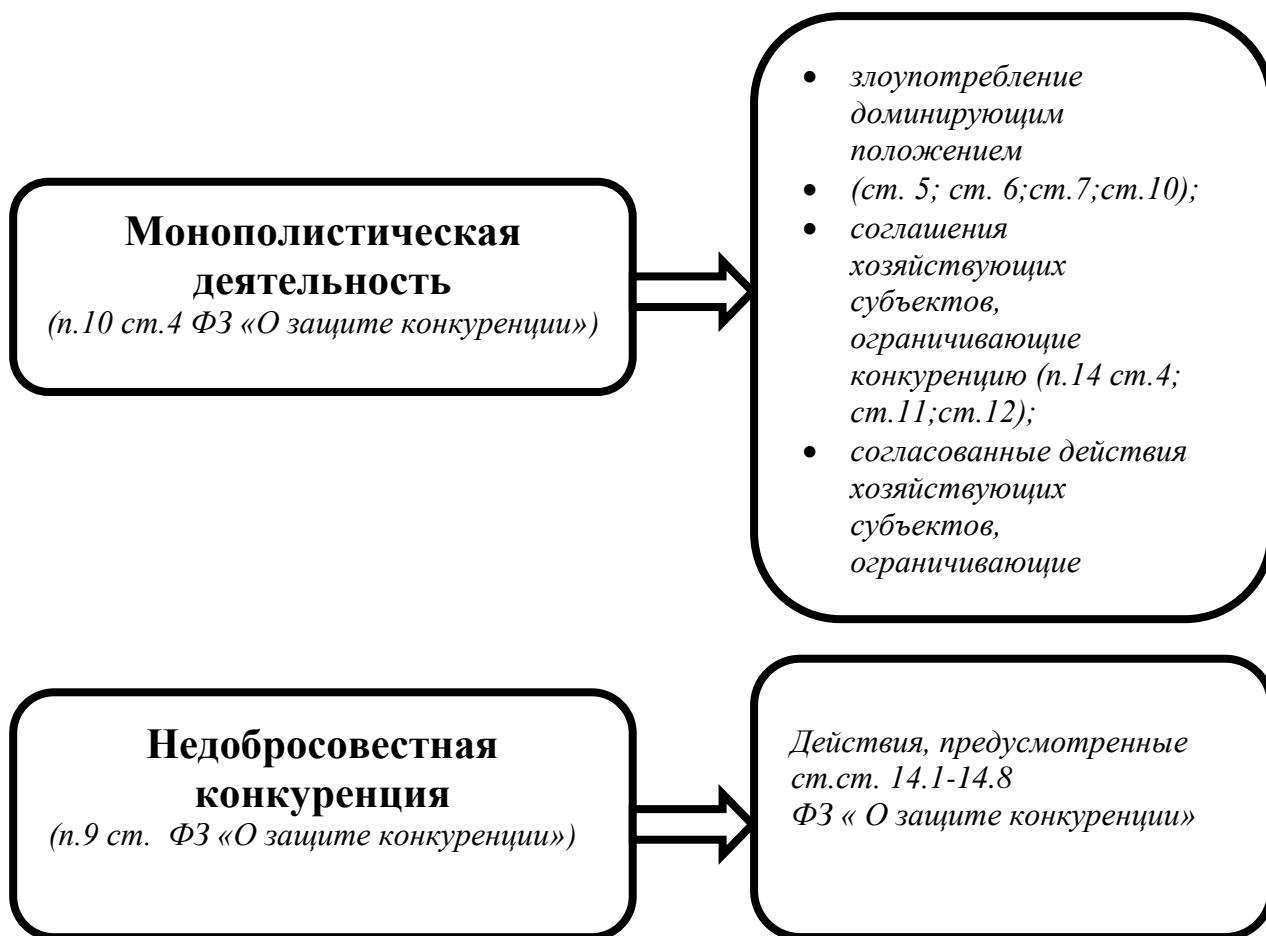 Монополистическая
деятельность
(п.10 ст.4 ФЗ «О защите конкуренции»)
• злоупотребление
доминирующим
положением
• (ст. 5; ст. 6;ст.7;ст.10);
• соглашения
хозяйствующих
субъектов,
ограничивающие
конкуренцию (п.14 ст.4;
ст.11;ст.12);
• согласованные действия
хозяйствующих
субъектов,
ограничивающие
Недобросовестная
конкуренция
(п.9 ст. ФЗ «О защите конкуренции»)
Действия, предусмотренные
ст.ст. 14.1-14.8
ФЗ « О защите конкуренции»